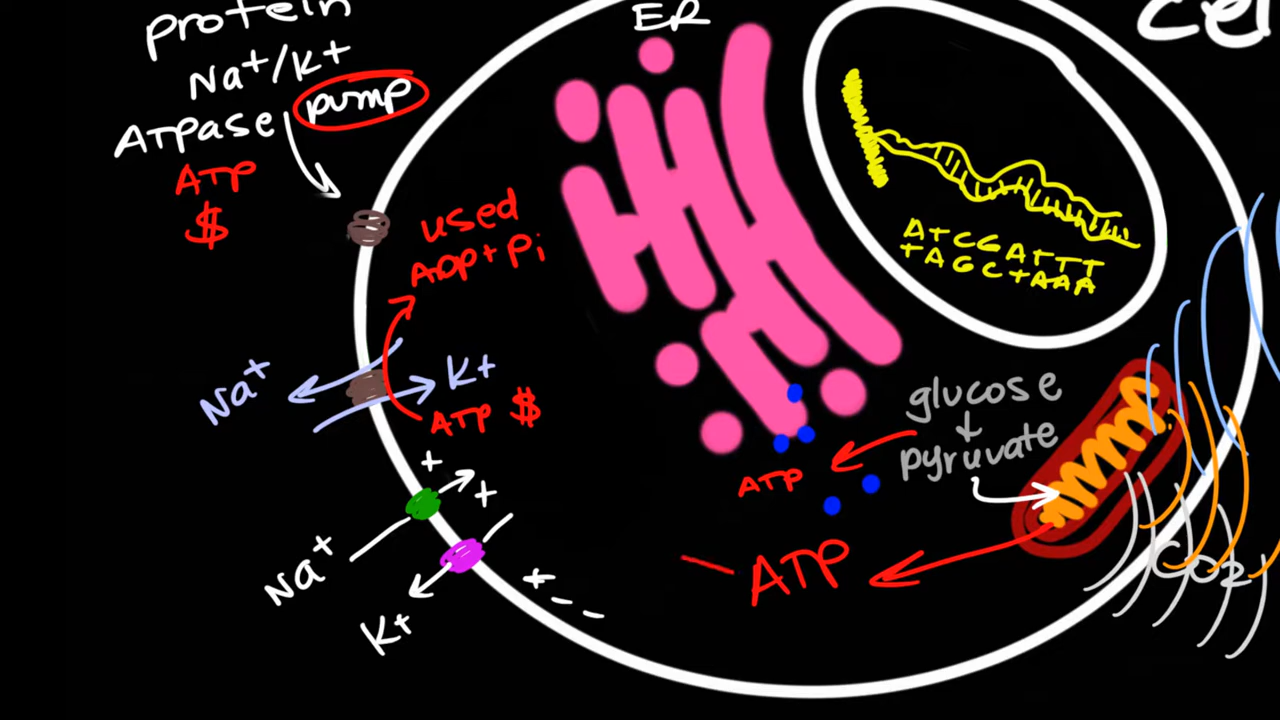 protein
Na+/K+
ATPase pump
ATP
$
ER
Cel
used
ADP+Pi
Na+
K+
ATP $
+
+
Na+
K+
+ - -
ATCGATTT
TAGCTAAA
glucose
+
pyruvate
ATP
ATP
CO2